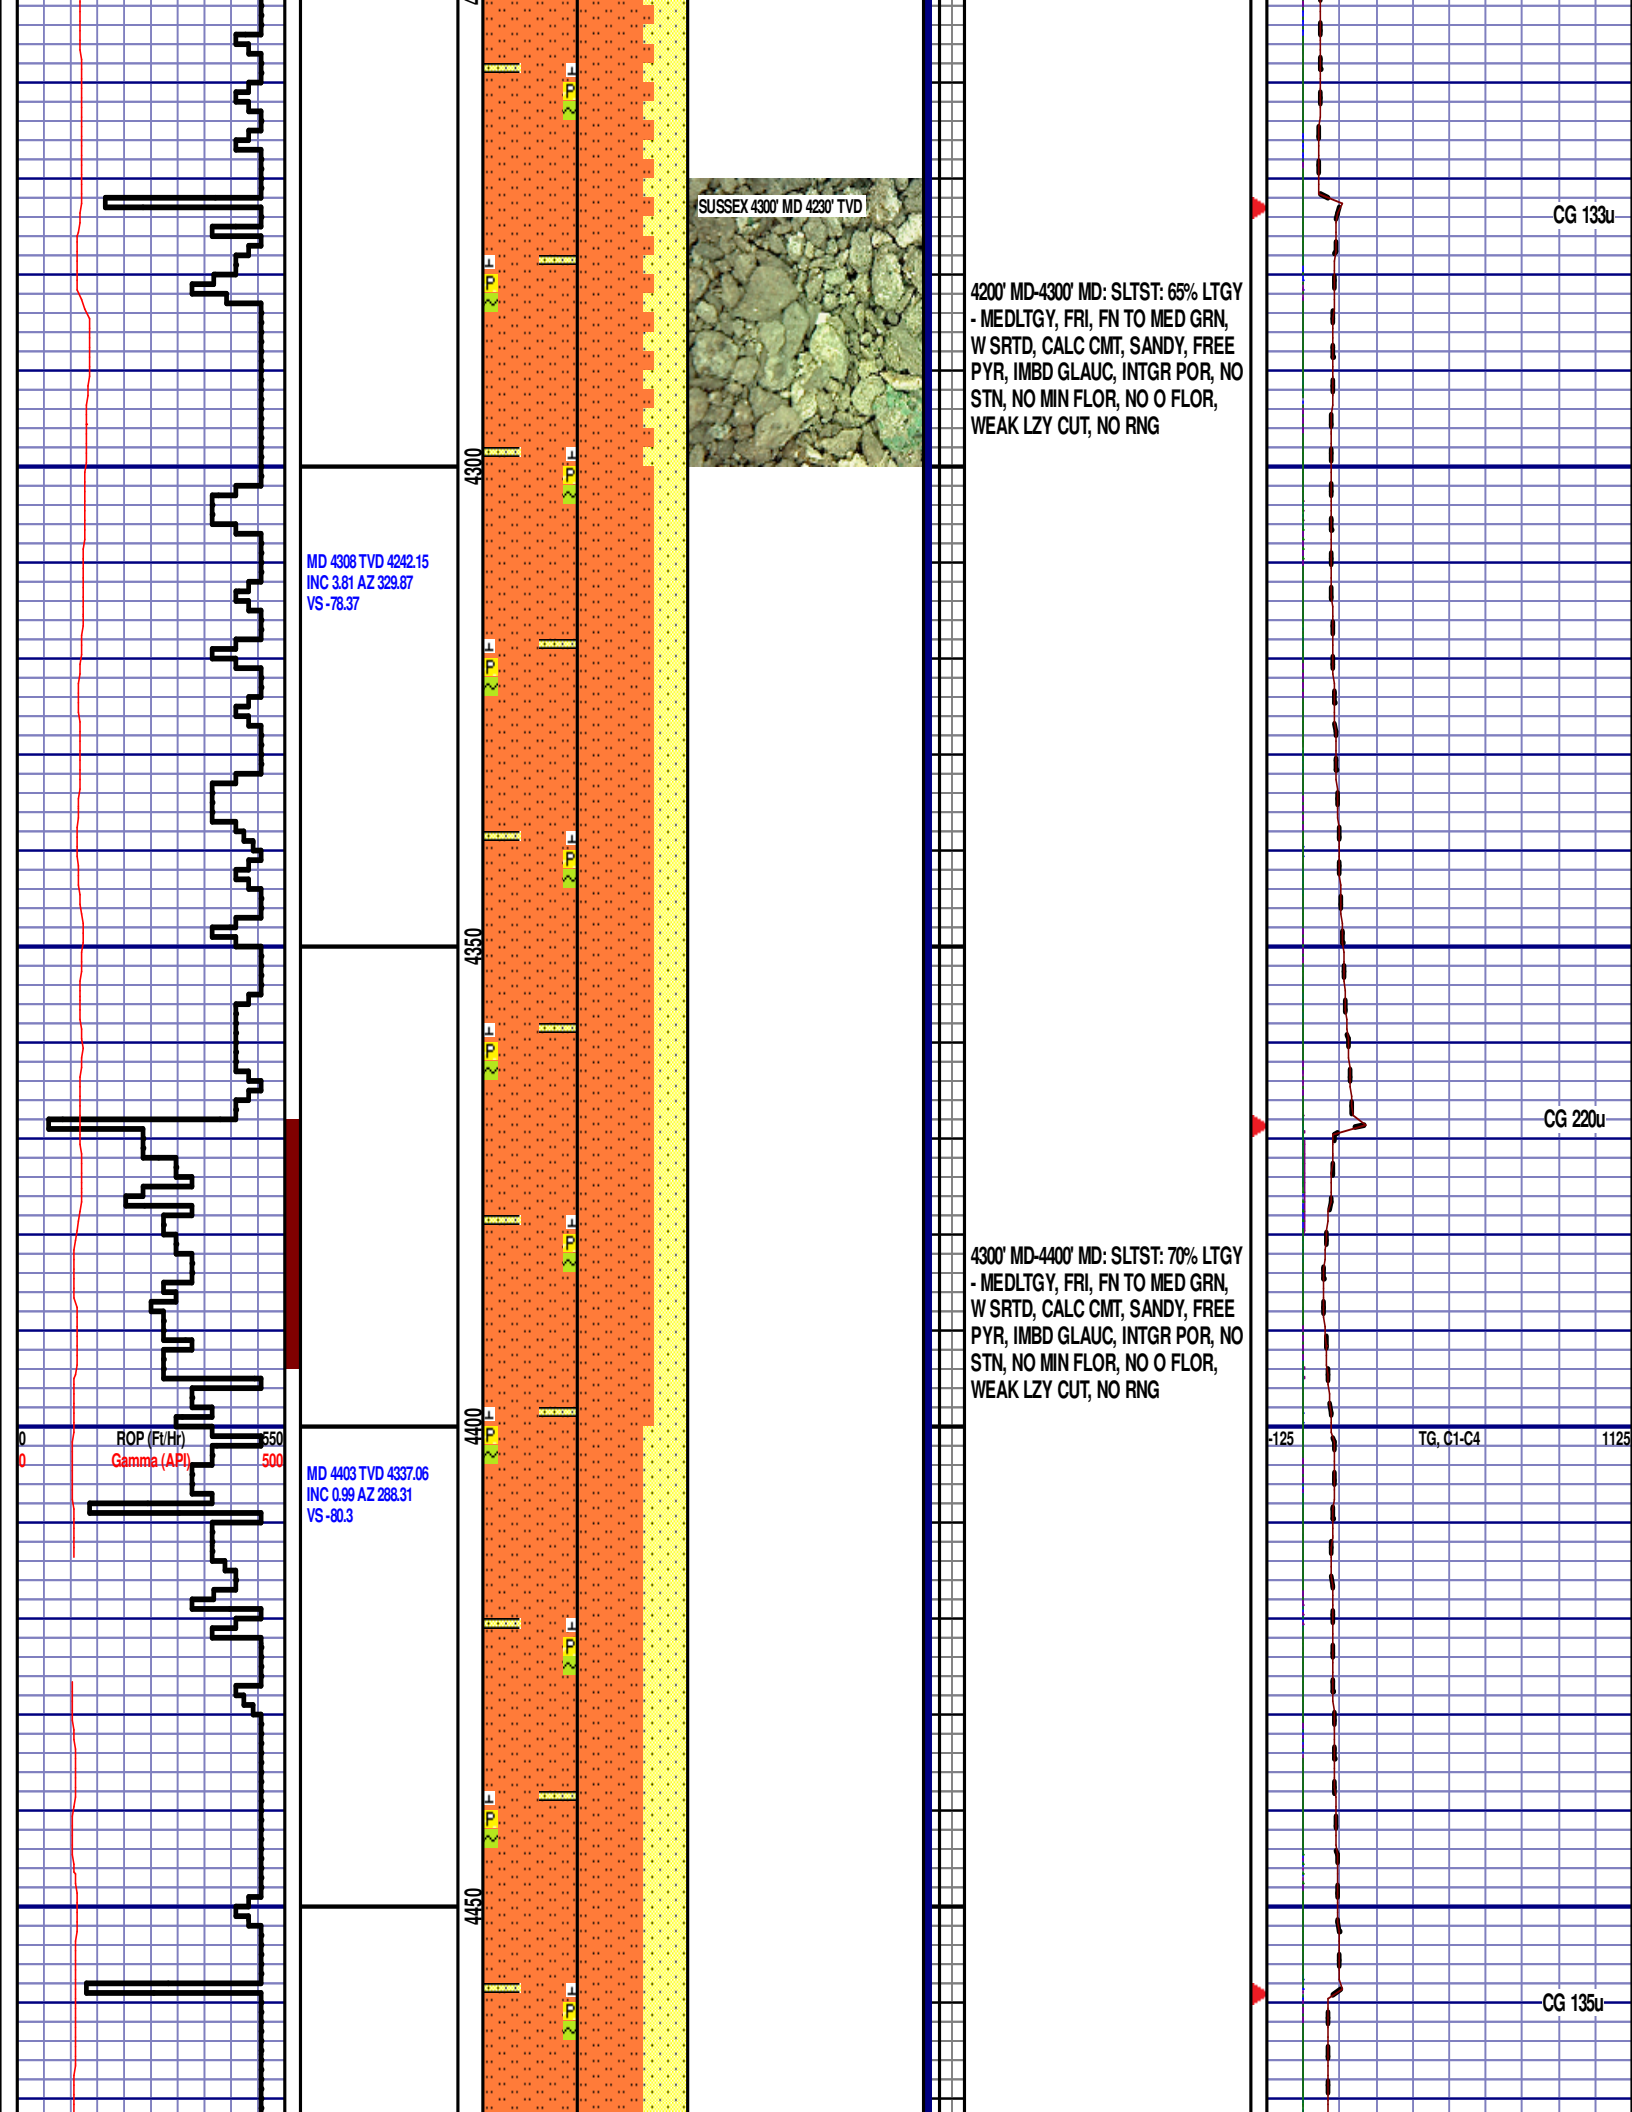 CG 133u
SUSSEX 4300' MD 4230' TVD
4200' MD-4300' MD: SLTST: 65% LTGY
- MEDLTGY, FRI, FN TO MED GRN,
W SRTD, CALC CMT, SANDY, FREE
PYR, IMBD GLAUC, INTGR POR, NO
STN, NO MIN FLOR, NO O FLOR,
WEAK LZY CUT, NO RNG
P
P
4300
P
MD 4308 TVD 4242.15
INC 3.81 AZ 329.87
VS -78.37
P
P
4350
P
CG 220u
P
4300' MD-4400' MD: SLTST: 70% LTGY
- MEDLTGY, FRI, FN TO MED GRN,
W SRTD, CALC CMT, SANDY, FREE
PYR, IMBD GLAUC, INTGR POR, NO
STN, NO MIN FLOR, NO O FLOR,
WEAK LZY CUT, NO RNG
4400
P
0 ROP (Ft/Hr) 550
0 Gamma (API) 500
-125 TG, C1-C4 1125
MD 4403 TVD 4337.06
INC 0.99 AZ 288.31
VS -80.3
P
P
4450
CG 135u
P